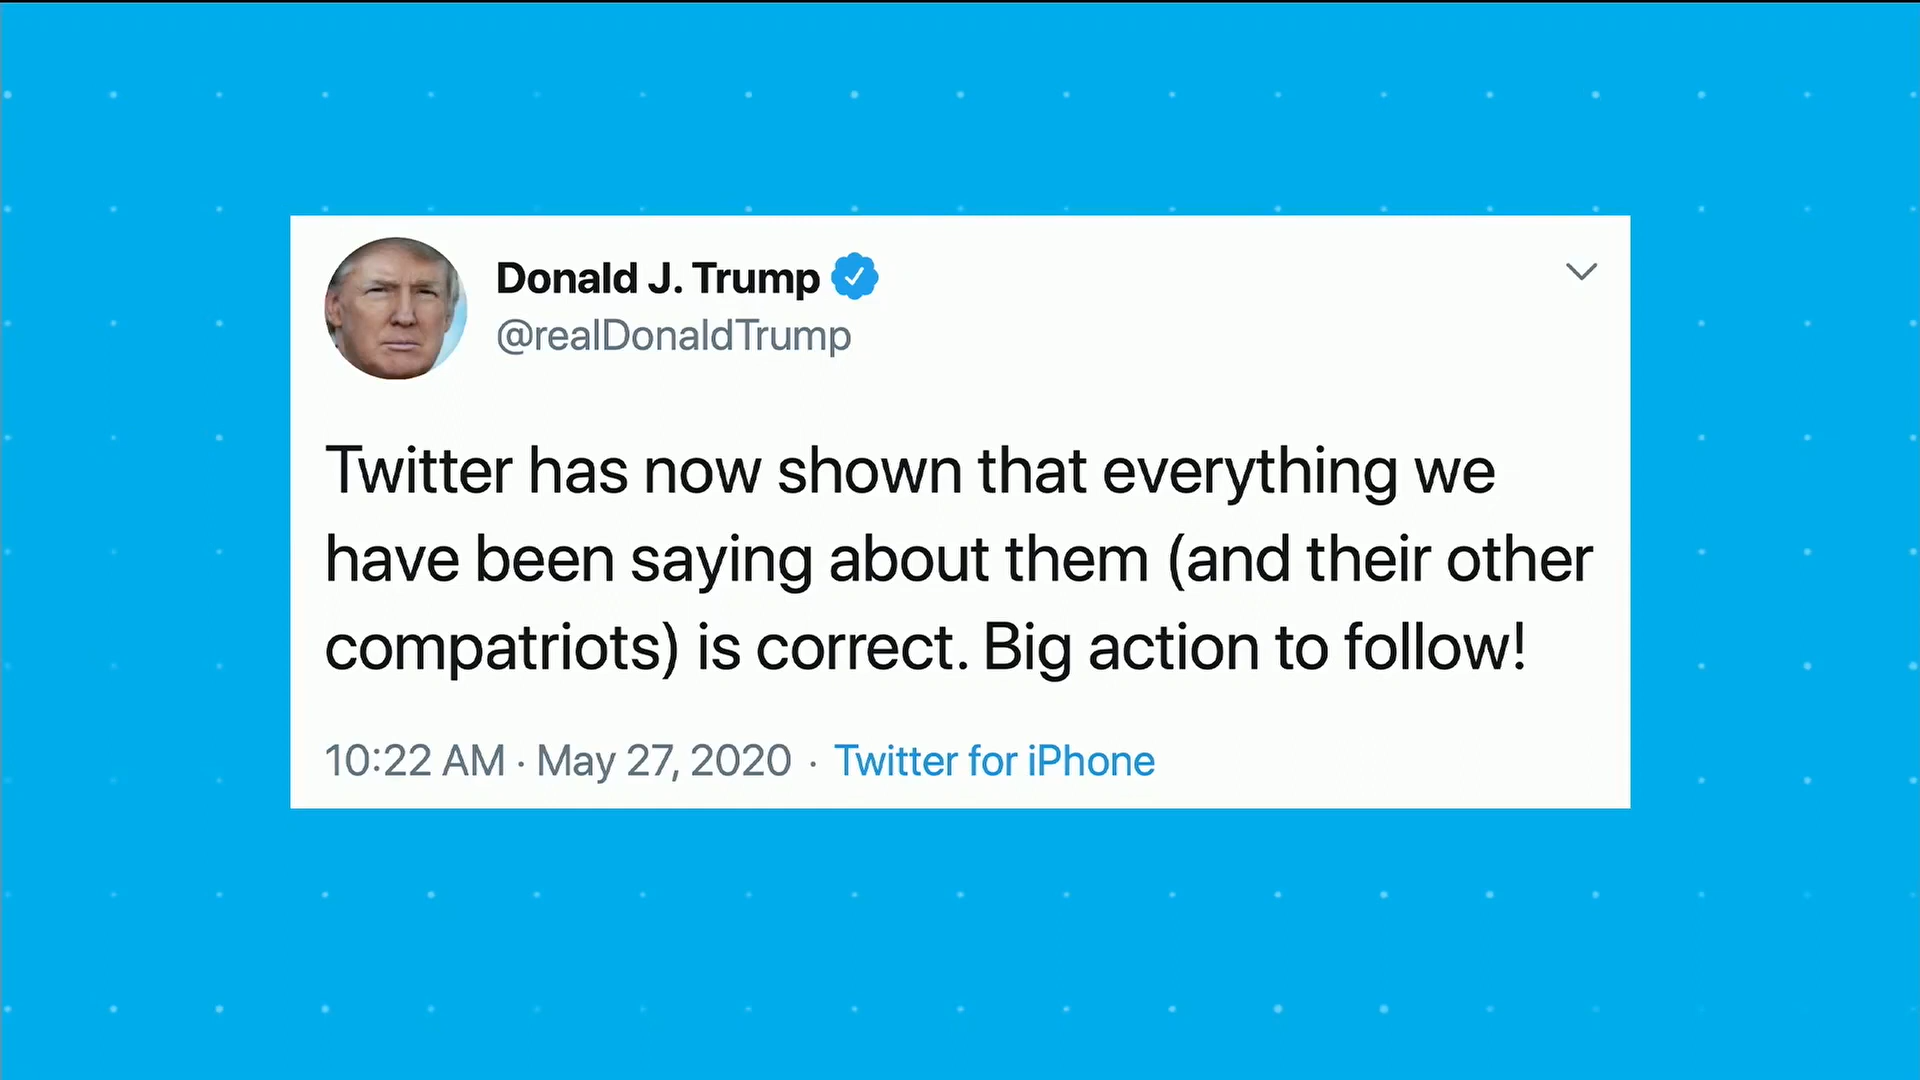 Donald J. Trump
@realDonaldTrump
Twitter has now shown that everything we
have been saying about them (and their other
compatriots) is correct. Big action to follow!
10:22 AM · May 27, 2020 · Twitter for iPhone